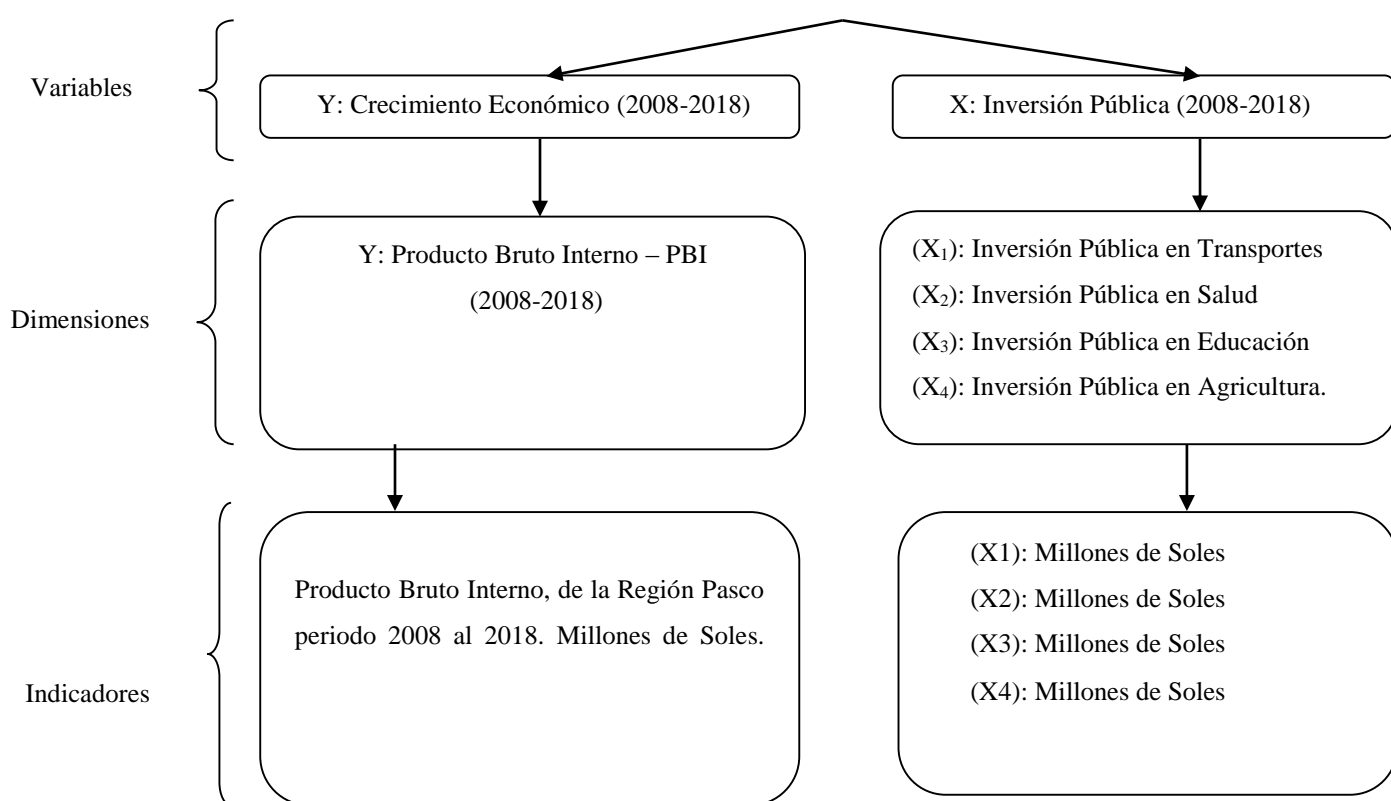 Variables
Y: Crecimiento Económico (2008-2018)
X: Inversión Pública (2008-2018)
Dimensiones
Y: Producto Bruto Interno – PBI
(2008-2018)
(X₁): Inversión Pública en Transportes
(X₂): Inversión Pública en Salud
(X₃): Inversión Pública en Educación
(X₄): Inversión Pública en Agricultura.
Indicadores
Producto Bruto Interno, de la Región Pasco
periodo 2008 al 2018. Millones de Soles.
(X1): Millones de Soles
(X2): Millones de Soles
(X3): Millones de Soles
(X4): Millones de Soles